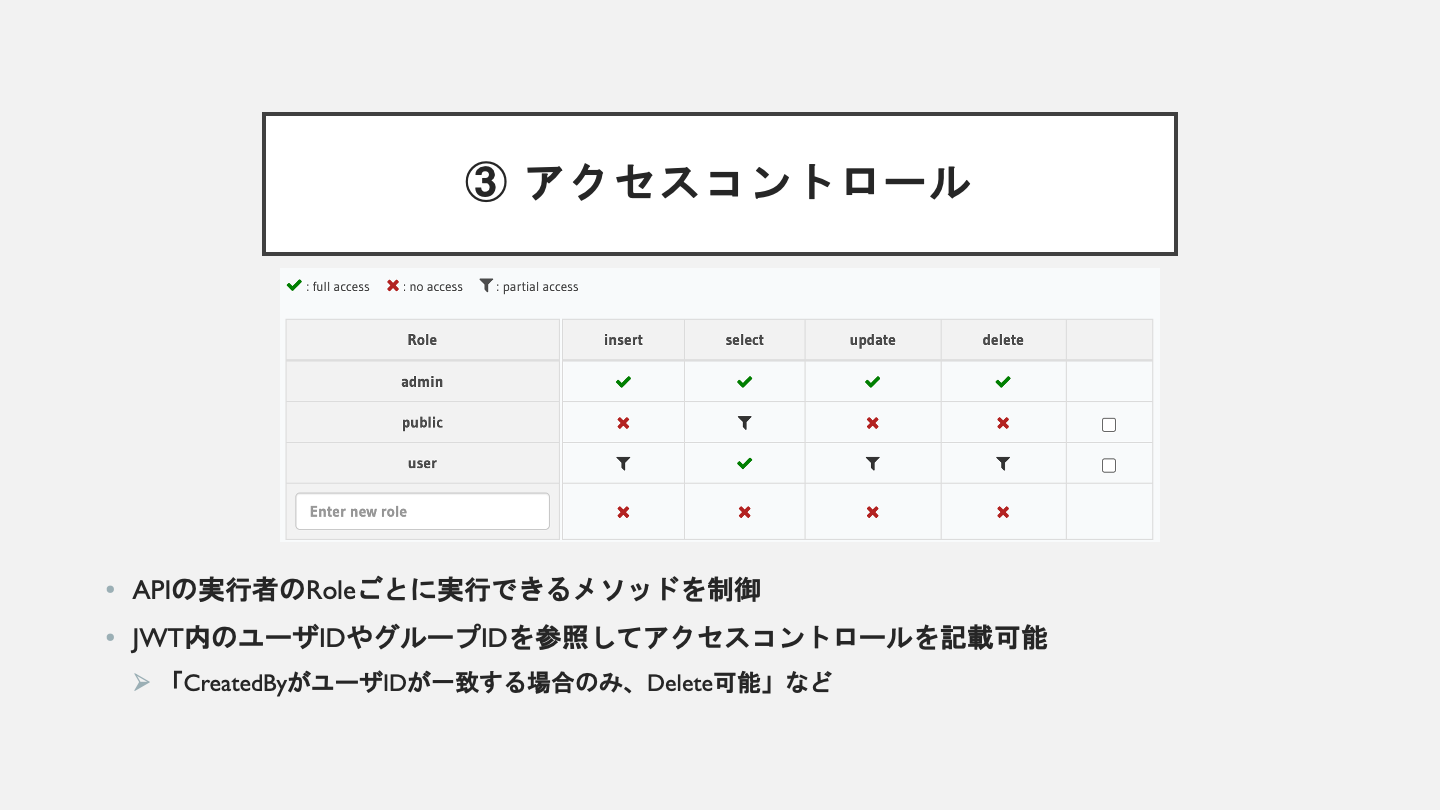 ③ アクセスコントロール
: full access : no access : partial access
Role insert select update delete
admin
public
user
Enter new role
• APIの実行者のRoleごとに実行できるメソッドを制御
• JWT内のユーザIDやグループIDを参照してアクセスコントロールを記載可能
➢ 「CreatedByがユーザIDが一致する場合のみ、Delete可能」など